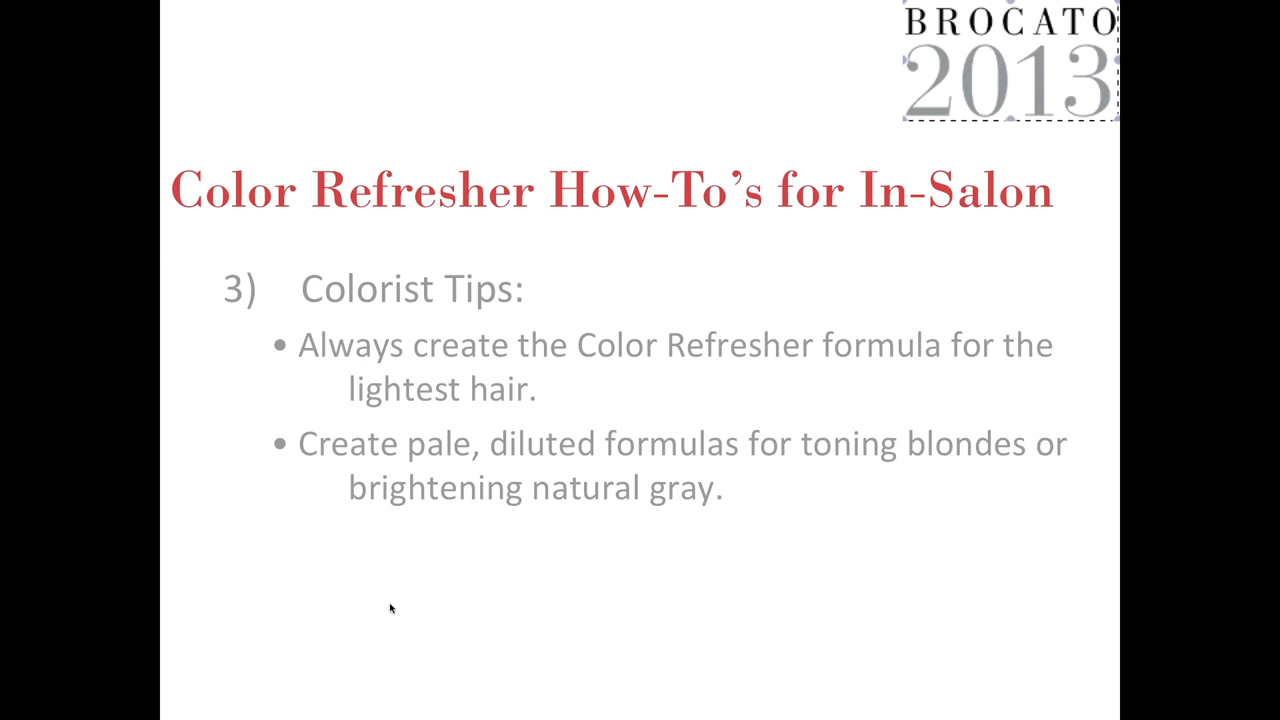 BROCATO
2013
Color Refresher How-To’s for In-Salon
3) Colorist Tips:
• Always create the Color Refresher formula for the
lightest hair.
• Create pale, diluted formulas for toning blondes or
brightening natural gray.